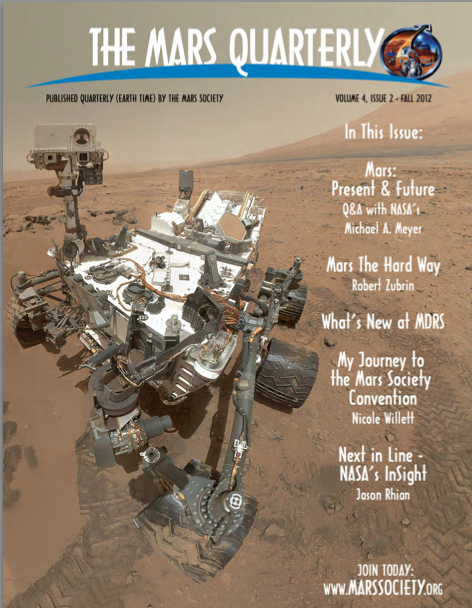 THE MARS QUARTERLY
PUBLISHED QUARTERLY (EARTH TIME) BY THE MARS SOCIETY
VOLUME 4, ISSUE 2 - FALL 2012
In This Issue:
Mars:
Present & Future
Q&A with NASA's
Michael A. Meyer
Mars The Hard Way
Robert Zubrin
What's New at MDRS
My Journey to
the Mars Society
Convention
Nicole Willett
Next in Line -
NASA's InSight
Jason Rhian
JOIN TODAY:
www.MARSSOCIETY.ORG